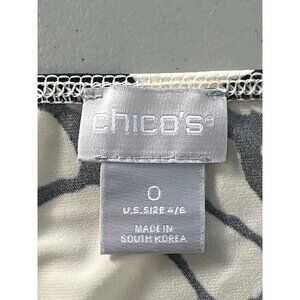 chico's®
0
U.S. SIZE 4/6
MADE IN
SOUTH KOREA